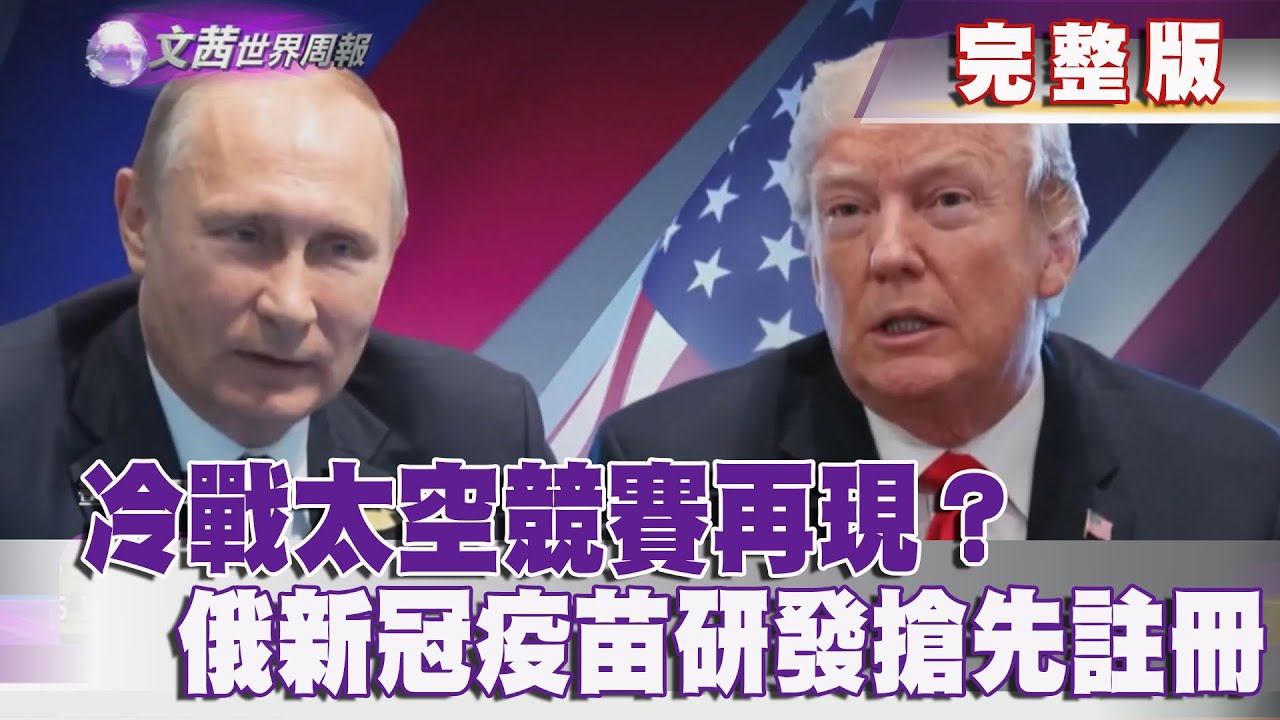 文茜世界周報
完整版
冷戰太空競賽再現?
俄新冠疫苗研發搶先註冊